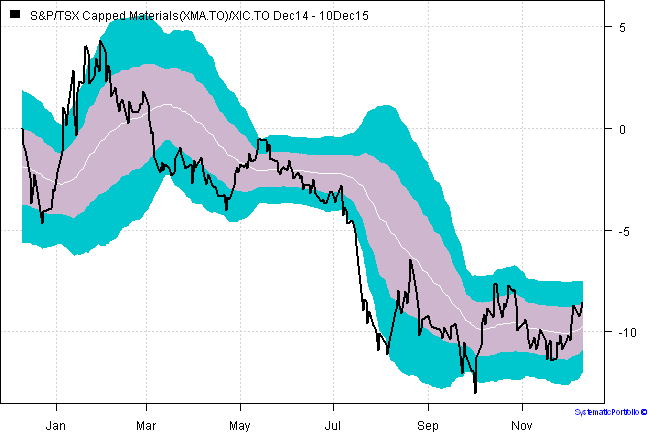 S&P/TSX Capped Materials(XMA.TO)/XIC.TO Dec14 - 10Dec15
5
0
-5
-10
Jan Mar May Jul Sep Nov
SystematicPortfolio ©